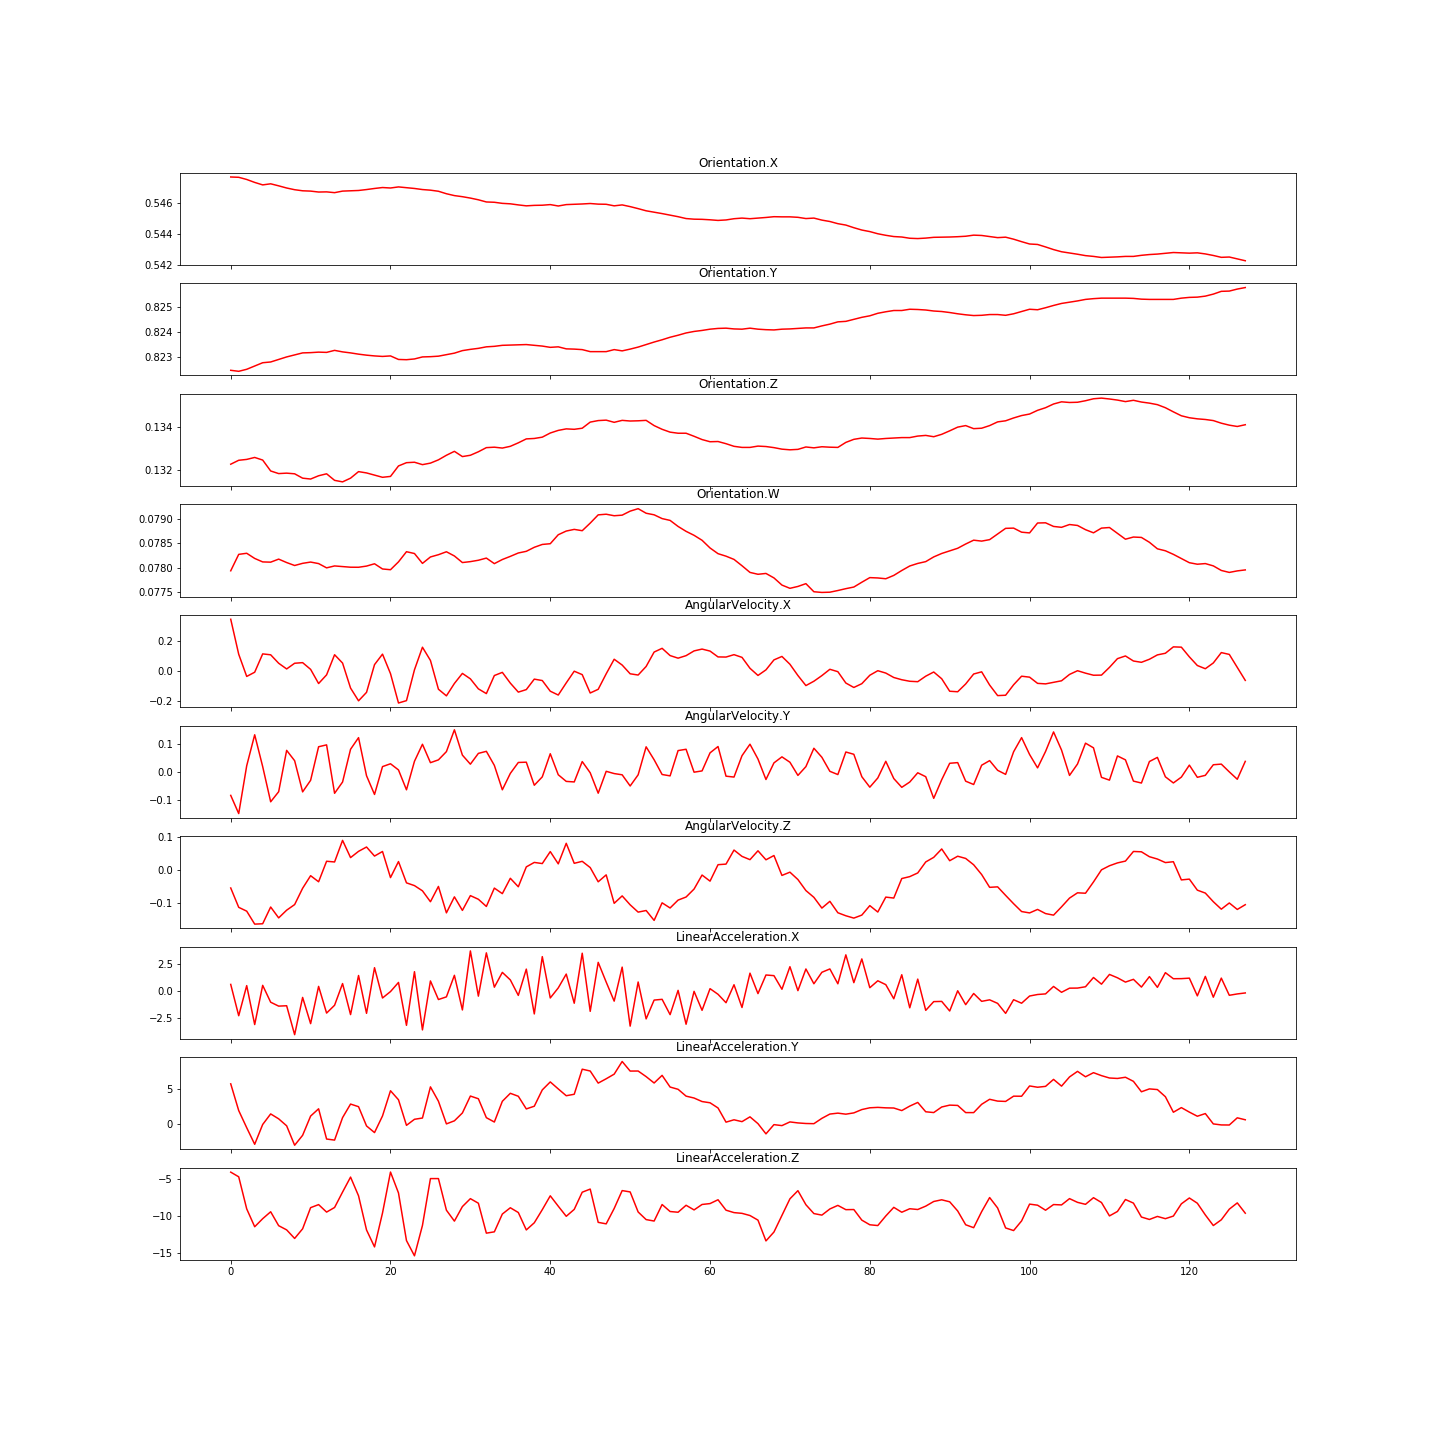 Orientation.X
0.546
0.544
0.542
Orientation.Y
0.825
0.824
0.823
Orientation.Z
0.134
0.132
Orientation.W
0.0790
0.0785
0.0780
0.0775
AngularVelocity.X
0.2
0.0
−0.2
AngularVelocity.Y
0.1
0.0
−0.1
AngularVelocity.Z
0.1
0.0
−0.1
LinearAcceleration.X
2.5
0.0
−2.5
LinearAcceleration.Y
5
0
LinearAcceleration.Z
−5
−10
−15
0 20 40 60 80 100 120